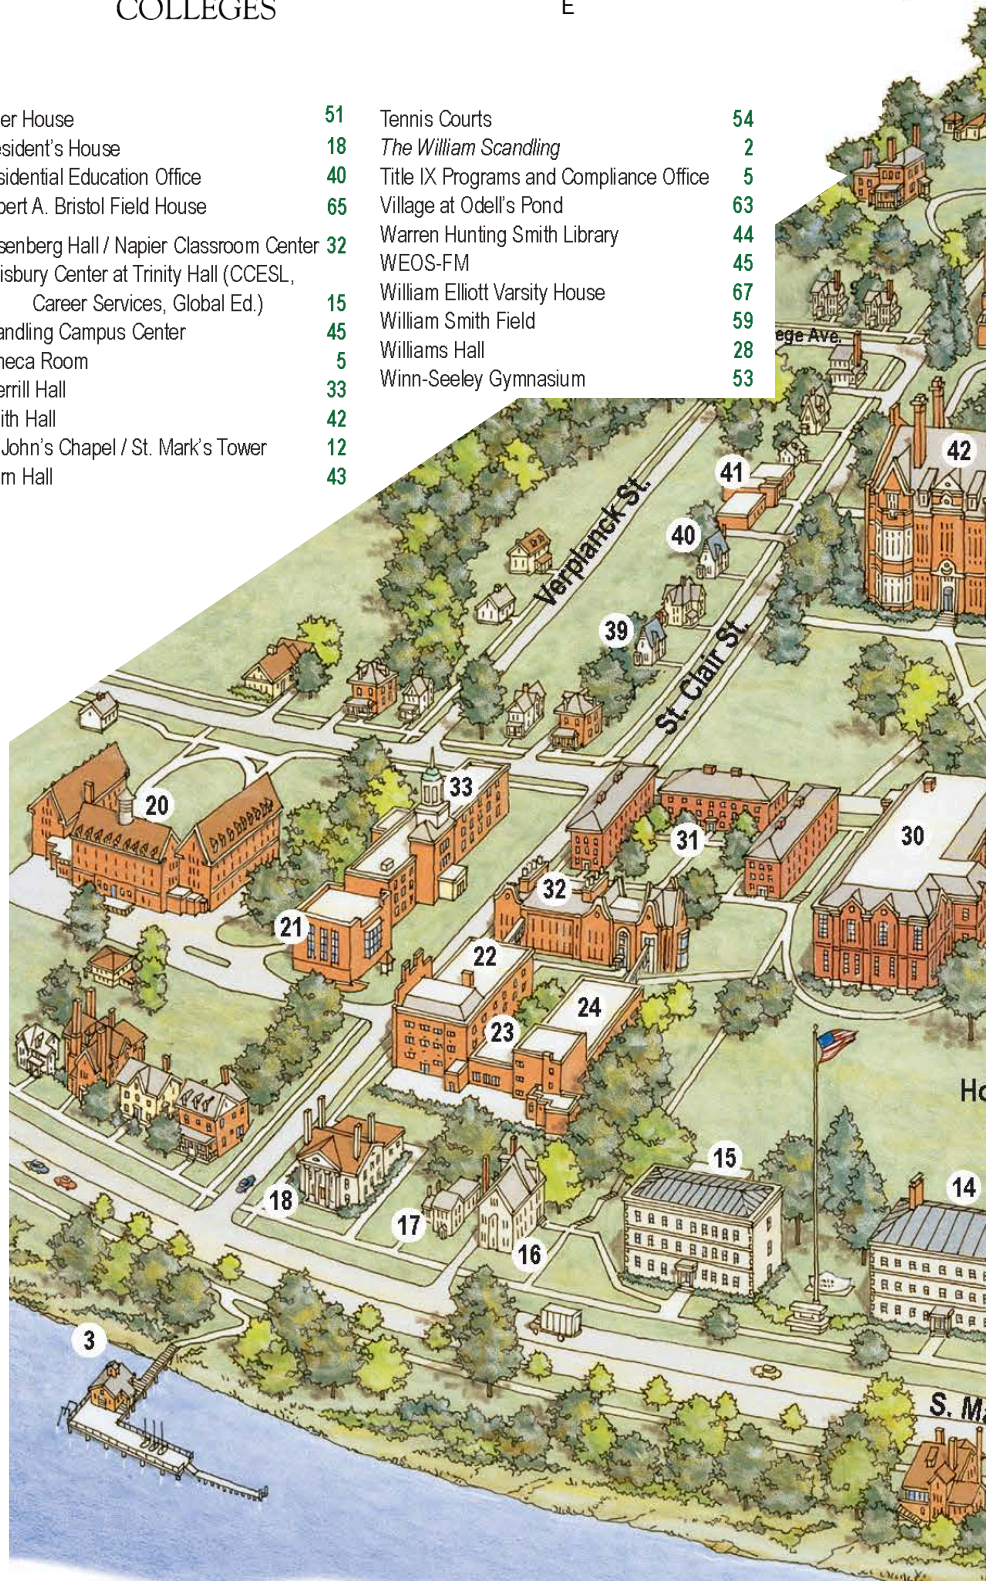 COLLEGES
E
er House 51
esident's House 18
sidential Education Office 40
bert A. Bristol Field House 65
senberg Hall / Napier Classroom Center 32
isbury Center at Trinity Hall (CCESL,
Career Services, Global Ed.) 15
andling Campus Center 45
neca Room 5
errill Hall 33
ith Hall 42
John's Chapel / St. Mark's Tower 12
rn Hall 43
Tennis Courts 54
The William Scandling 2
Title IX Programs and Compliance Office 5
Village at Odell's Pond 63
Warren Hunting Smith Library 44
WEOS-FM 45
William Elliott Varsity House 67
William Smith Field 59
Williams Hall 28
Winn-Seeley Gymnasium 53
ege Ave.
42
41
Verplanck St.
40
39
St. Clair St.
33
20
30
31
32
21
22
24
23
Ho
15
14
18
17
16
3
S. Ma